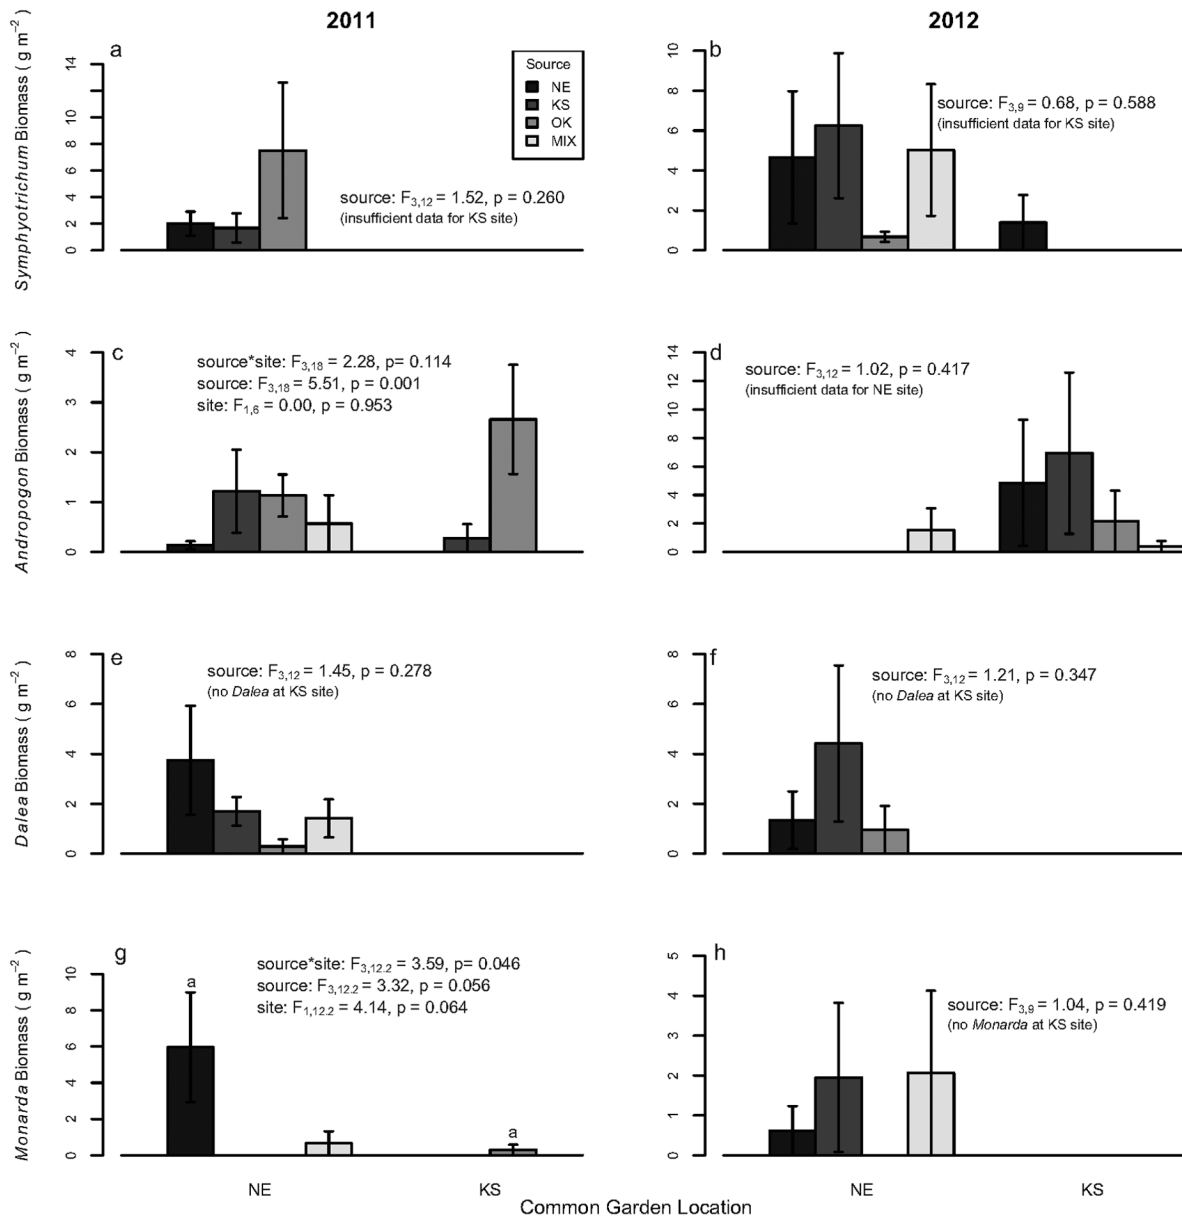 2011
2012
Symphyotrichum Biomass ( g m⁻²)
a
0 2 4 6 8 10 14
Source
NE
KS
OK
MIX
source: F3,12 = 1.52, p = 0.260
(insufficient data for KS site)
b
0 2 4 6 8 10
source: F3,9 = 0.68, p = 0.588
(insufficient data for KS site)
Andropogon Biomass ( g m⁻²)
c
0 1 2 3 4
source*site: F3,18 = 2.28, p= 0.114
source: F3,18 = 5.51, p = 0.001
site: F1,6 = 0.00, p = 0.953
d
0 2 4 6 8 10 12 14
source: F3,12 = 1.02, p = 0.417
(insufficient data for NE site)
Dalea Biomass ( g m⁻²)
e
0 2 4 6 8
source: F3,12 = 1.45, p = 0.278
(no Dalea at KS site)
f
0 2 4 6 8
source: F3,12 = 1.21, p = 0.347
(no Dalea at KS site)
Monarda Biomass ( g m⁻²)
g
0 2 4 6 8 10
source*site: F3,12.2 = 3.59, p= 0.046
source: F3,12.2 = 3.32, p = 0.056
site: F1,12.2 = 4.14, p = 0.064
a
a
h
0 1 2 3 4 5
source: F3,9 = 1.04, p = 0.419
(no Monarda at KS site)
NE
KS
NE
KS
Common Garden Location